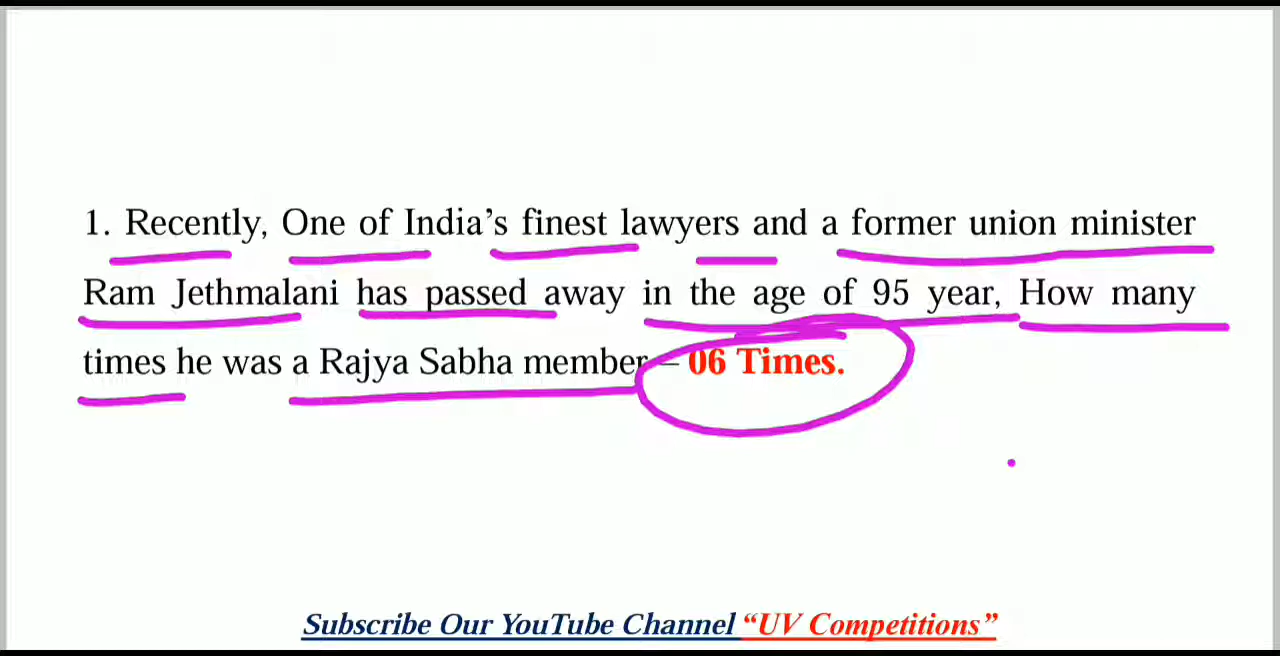 1. Recently, One of India’s finest lawyers and a former union minister
Ram Jethmalani has passed away in the age of 95 year, How many
times he was a Rajya Sabha member – 06 Times.
Subscribe Our YouTube Channel “UV Competitions”